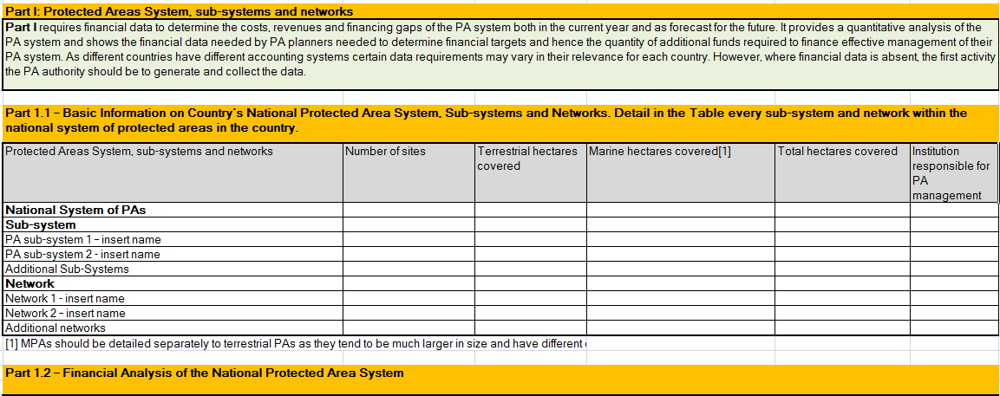 Part I: Protected Areas System, sub-systems and networks
Part I requires financial data to determine the costs, revenues and financing gaps of the PA system both in the current year and as forecast for the future. It provides a quantitative analysis of the
PA system and shows the financial data needed by PA planners needed to determine financial targets and hence the quantity of additional funds required to finance effective management of their
PA system. As different countries have different accounting systems certain data requirements may vary in their relevance for each country. However, where financial data is absent, the first activity
the PA authority should be to generate and collect the data.
Part 1.1 – Basic Information on Country's National Protected Area System, Sub-systems and Networks. Detail in the Table every sub-system and network within the
national system of protected areas in the country.
Protected Areas System, sub-systems and networks Number of sites Terrestrial hectares Marine hectares covered[1] Total hectares covered Institution
covered responsible for
PA
management
National System of PAs
Sub-system
PA sub-system 1 – insert name
PA sub-system 2 - insert name
Additional Sub-Systems
Network
Network 1 - insert name
Network 2 – insert name
Additional networks
[1] MPAs should be detailed separately to terrestrial PAs as they tend to be much larger in size and have different
Part 1.2 – Financial Analysis of the National Protected Area System